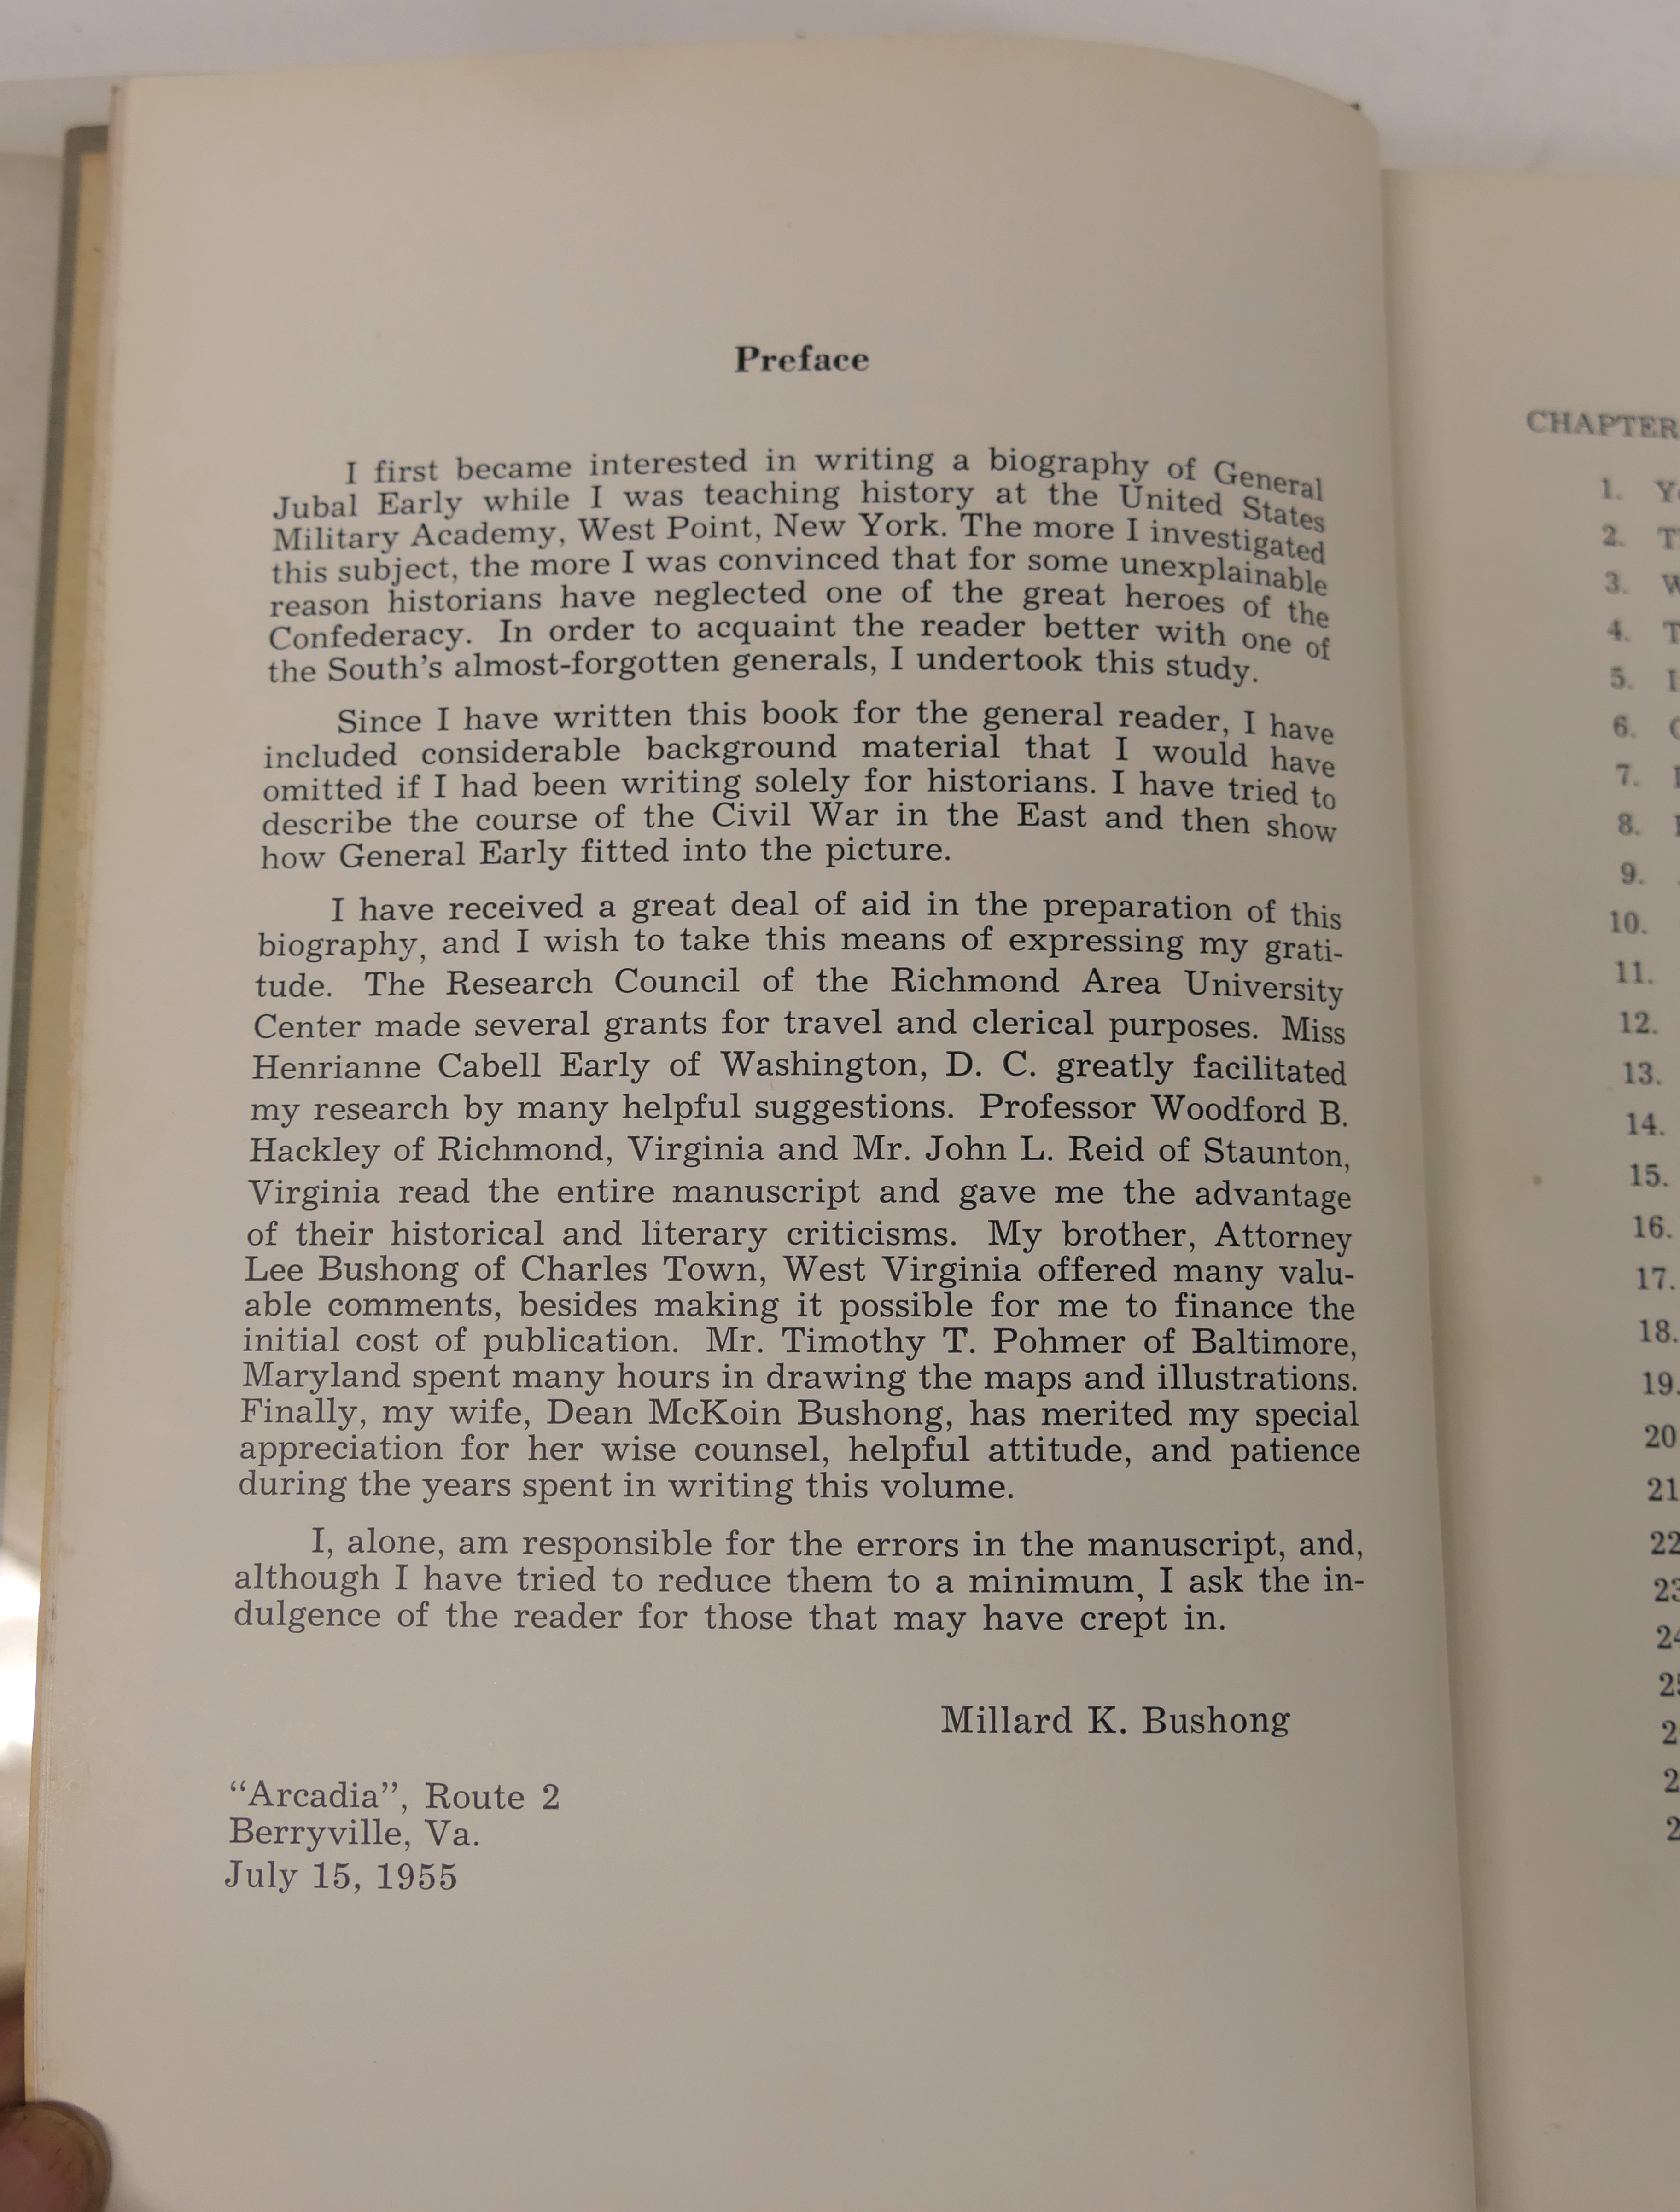 Preface
I first became interested in writing a biography of General
Jubal Early while I was teaching history at the United States
Military Academy, West Point, New York. The more I investigated
this subject, the more I was convinced that for some unexplainable
reason historians have neglected one of the great heroes of the
Confederacy. In order to acquaint the reader better with one of
the South's almost-forgotten generals, I undertook this study.
Since I have written this book for the general reader, I have
included considerable background material that I would have
omitted if I had been writing solely for historians. I have tried to
describe the course of the Civil War in the East and then show
how General Early fitted into the picture.
I have received a great deal of aid in the preparation of this
biography, and I wish to take this means of expressing my grati-
tude. The Research Council of the Richmond Area University
Center made several grants for travel and clerical purposes. Miss
Henrianne Cabell Early of Washington, D. C. greatly facilitated
my research by many helpful suggestions. Professor Woodford B.
Hackley of Richmond, Virginia and Mr. John L. Reid of Staunton,
Virginia read the entire manuscript and gave me the advantage
of their historical and literary criticisms. My brother, Attorney
Lee Bushong of Charles Town, West Virginia offered many valu-
able comments, besides making it possible for me to finance the
initial cost of publication. Mr. Timothy T. Pohmer of Baltimore,
Maryland spent many hours in drawing the maps and illustrations.
Finally, my wife, Dean McKoin Bushong, has merited my special
appreciation for her wise counsel, helpful attitude, and patience
during the years spent in writing this volume.
I, alone, am responsible for the errors in the manuscript, and,
although I have tried to reduce them to a minimum, I ask the in-
dulgence of the reader for those that may have crept in.
Millard K. Bushong
“Arcadia”, Route 2
Berryville, Va.
July 15, 1955
CHAPTER
1.
2.
3.
4.
5.
6.
7.
8.
9.
10.
11.
12.
13.
14.
15.
16.
17.
18.
19.
20
21
22